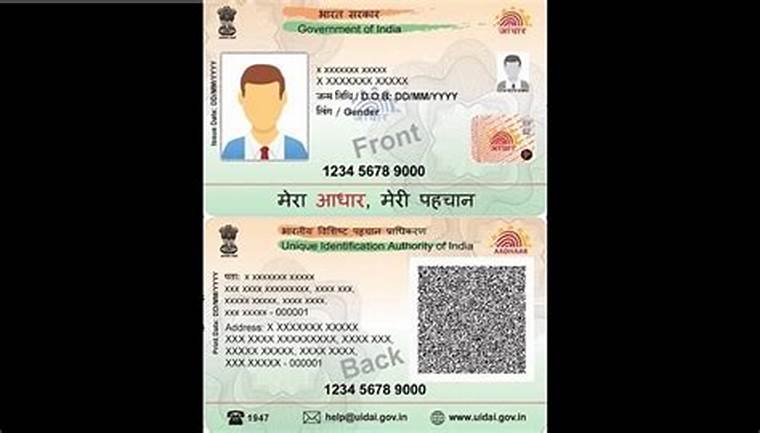 भारत सरकार
Government of India
आधार
Issue Date: DD/MM/YYYY
X XXXXXXX XXXXX
X XXXXXXX XXXXX
जन्म तिथि / D.O.B: DD/MM/YYYY
लिंग / Gender
आधार
Front
1234 5678 9000
मेरा आधार, मेरी पहचान
भारतीय विशिष्ट पहचान प्राधिकरण
Unique Identification Authority of India
AADHAAR
Print Date: DD/MM/YYYY
पता: X XXXXXXX XXXXX
XXX XXXX XXXXXXXXX, XXXX XXX,
XXXXX XXXXX, XXXX XXXX,
XXX XXXXX - 000001
Address: X XXXXXXX XXXXX
XXX XXXX XXXXXXXXX, XXXX XXX,
XXXXX XXXXX, XXXX XXXX,
XXX XXXXX - 000001
Back
1234 5678 9000
1947
help@uidai.gov.in
www.uidai.gov.in